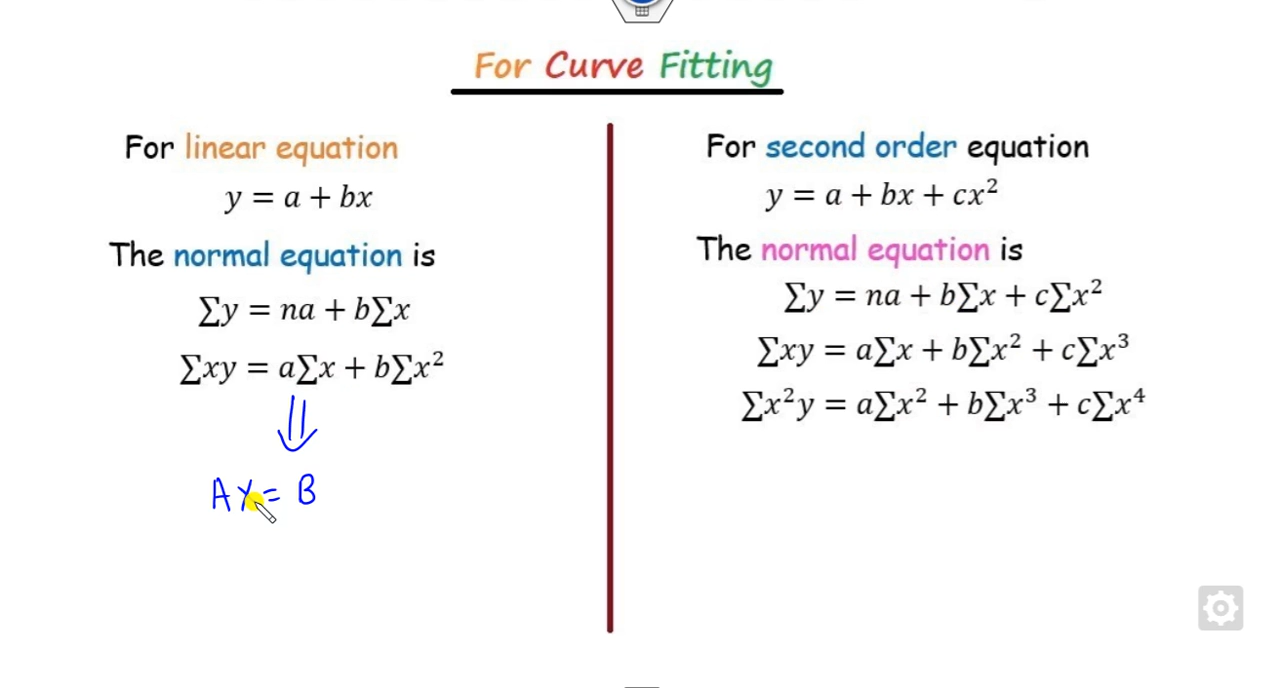 For Curve Fitting
For linear equation
y = a + bx
The normal equation is
∑y = na + b∑x
∑xy = a∑x + b∑x²
AX = B
For second order equation
y = a + bx + cx²
The normal equation is
∑y = na + b∑x + c∑x²
∑xy = a∑x + b∑x² + c∑x³
∑x²y = a∑x² + b∑x³ + c∑x⁴